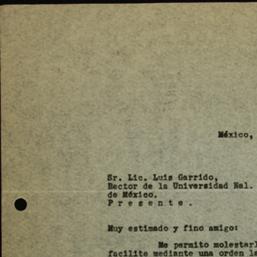 México,
Sr. Lic. Luis Garrido,
Rector de la Universidad Nal.
de México.
P r e s e n t e .
Muy estimado y fino amigo:
Me permito molestarl
facilite mediante una orden la